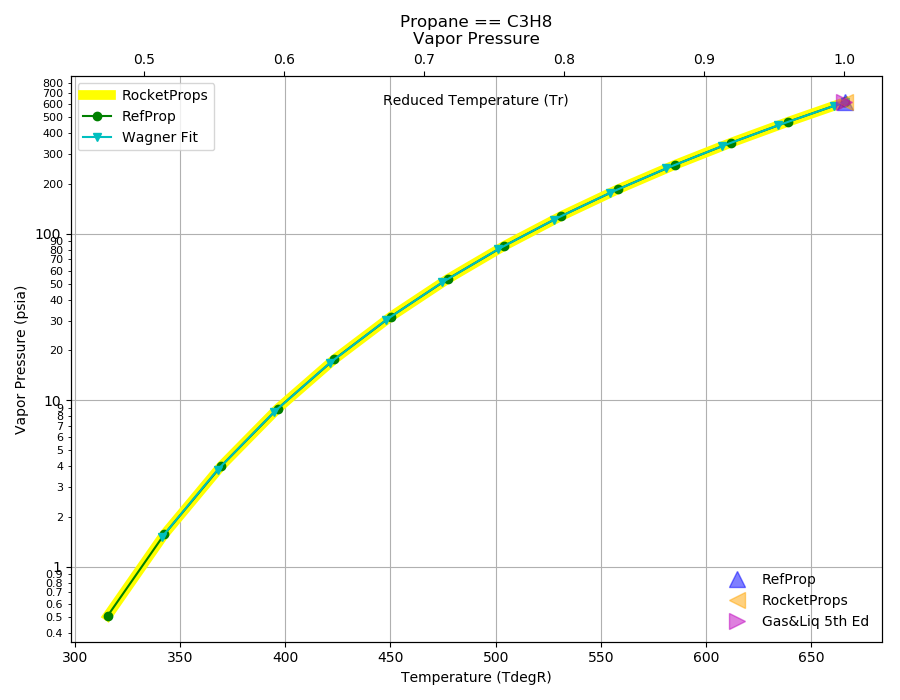 Propane == C3H8
Vapor Pressure
0.5 0.6 0.7 0.8 0.9 1.0
Reduced Temperature (Tr)
RocketProps
RefProp
Wagner Fit
800
700
600
500
400
300
200
100
90
80
70
60
50
40
30
20
10
9
8
7
6
5
4
3
2
1
0.9
0.8
0.7
0.6
0.5
0.4
Vapor Pressure (psia)
RefProp
RocketProps
Gas&Liq 5th Ed
300 350 400 450 500 550 600 650
Temperature (TdegR)